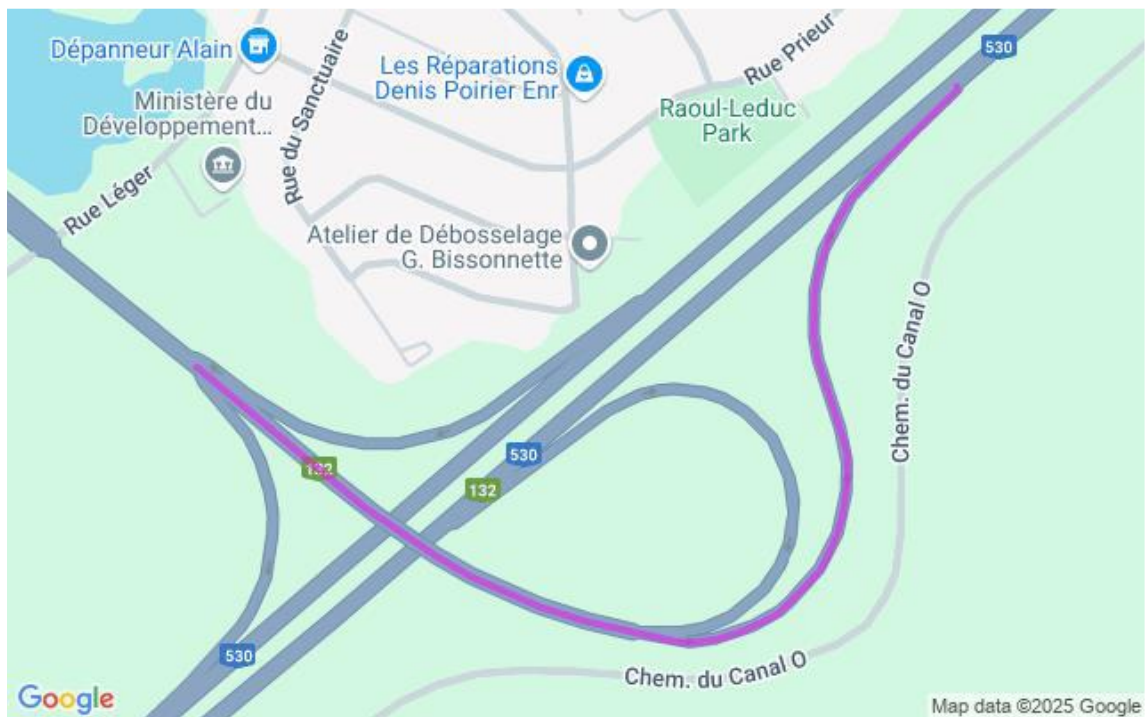 530
Dépanneur Alain
Rue du Sanctuaire
Les Réparations
Denis Poirier Enr
Rue Prieur
Ministère du
Développement...
Raoul-Leduc
Park
Rue Léger
Atelier de Débosselage
G. Bissonnette
Chem. du Canal O
132
530
132
530
Chem. du Canal O
Google
Map data ©2025 Google